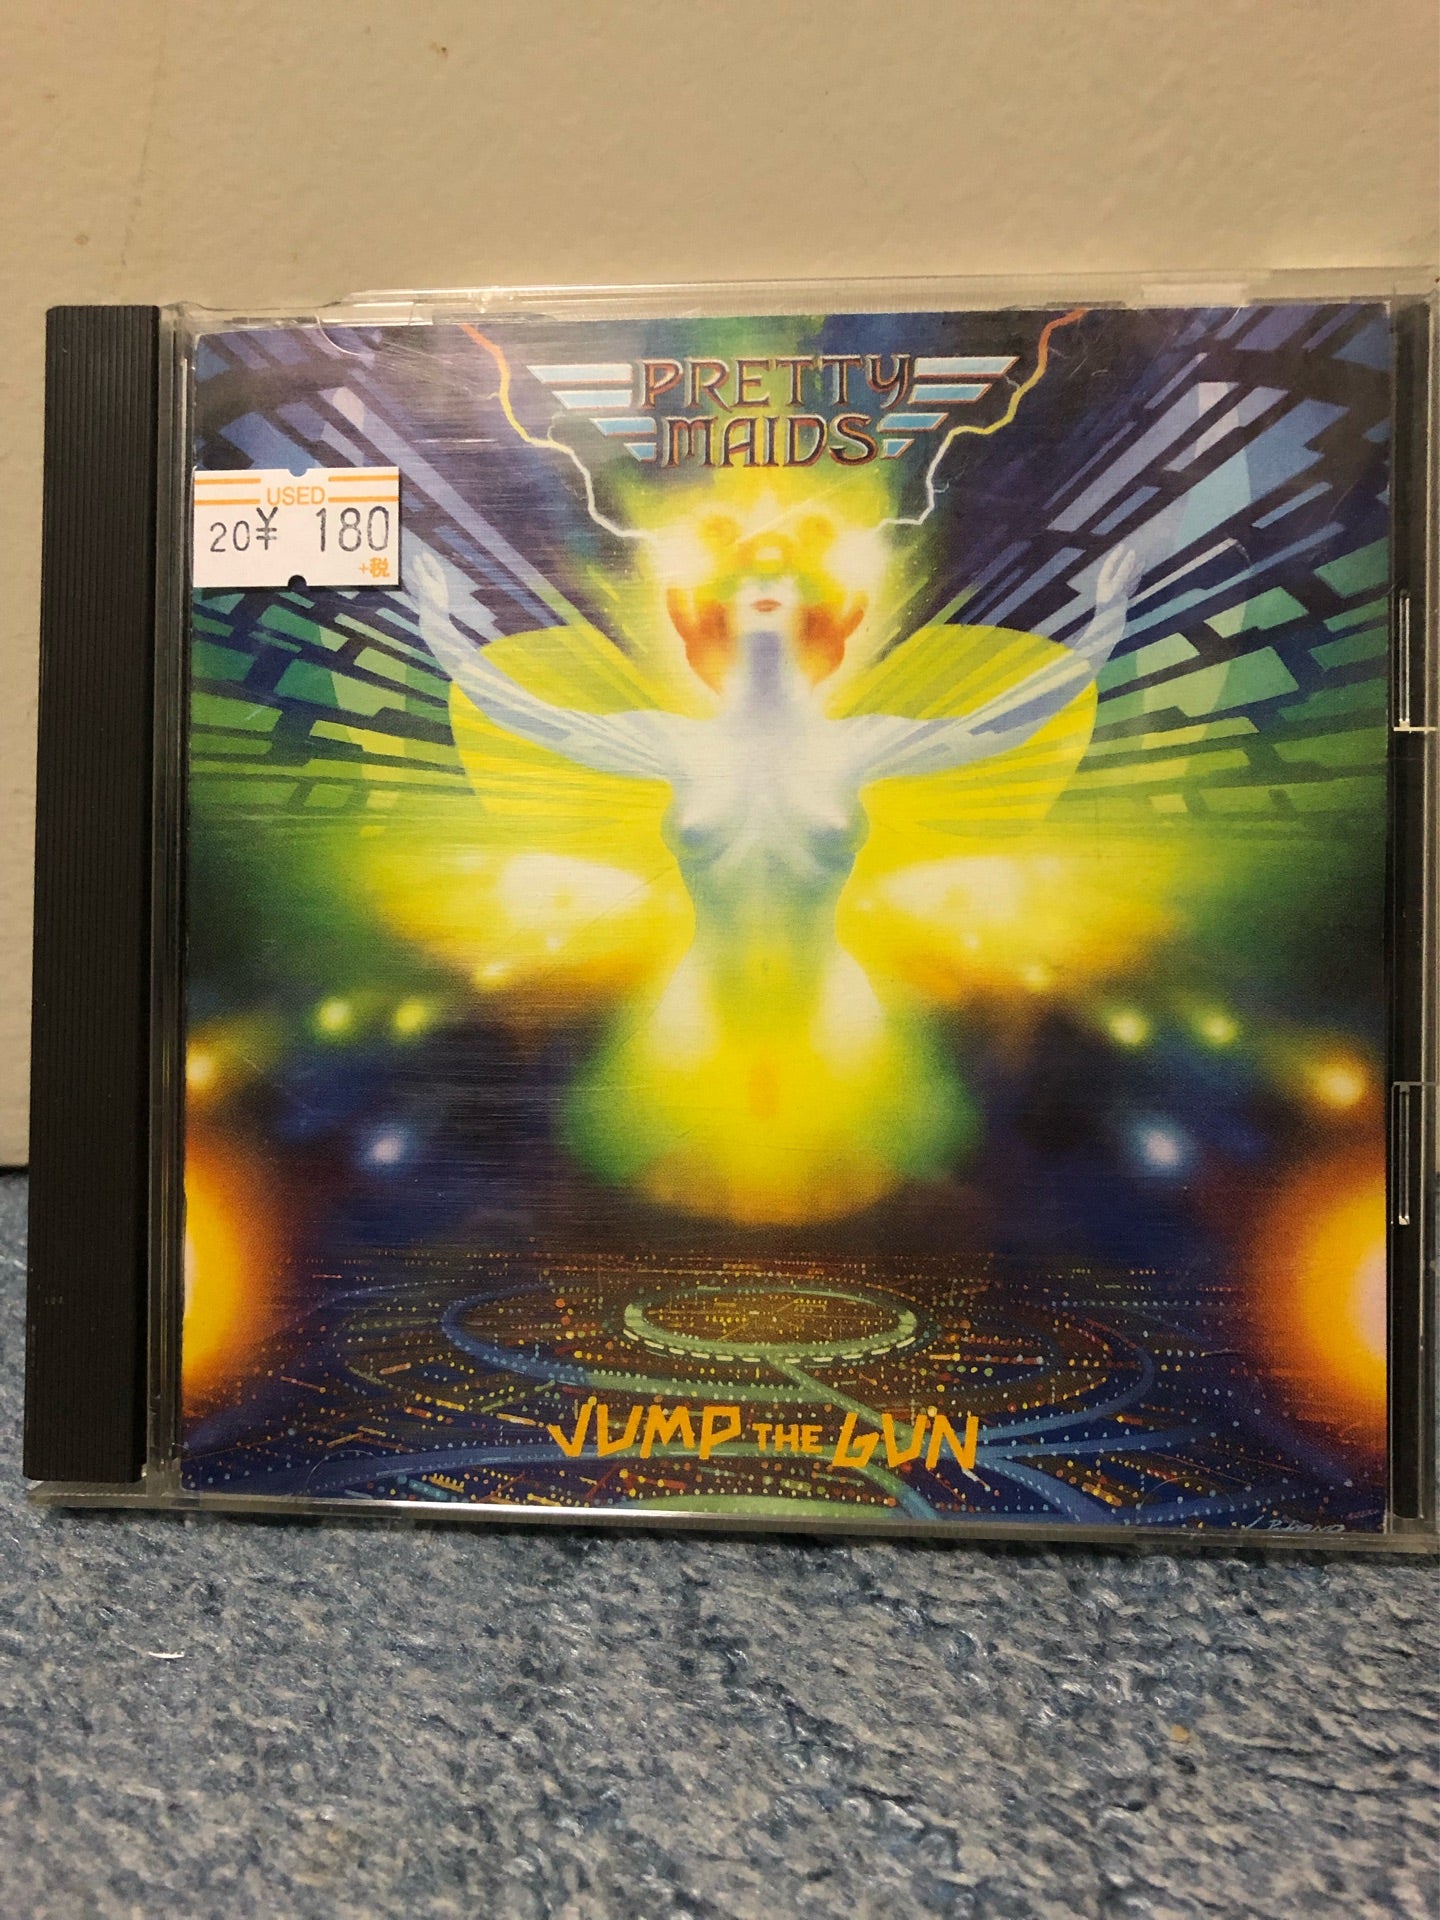 PRETTY
MAIDS
USED
20¥ 180
+税
JUMP THE GUN